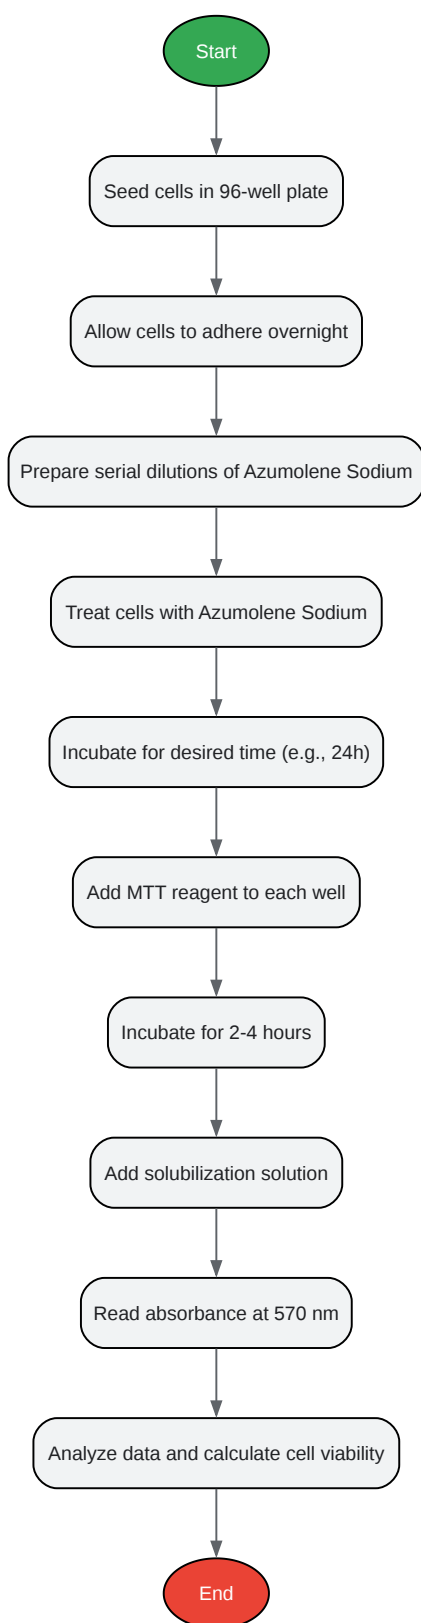 Start
Seed cells in 96-well plate
Allow cells to adhere overnight
Prepare serial dilutions of Azumolene Sodium
Treat cells with Azumolene Sodium
Incubate for desired time (e.g., 24h)
Add MTT reagent to each well
Incubate for 2-4 hours
Add solubilization solution
Read absorbance at 570 nm
Analyze data and calculate cell viability
End